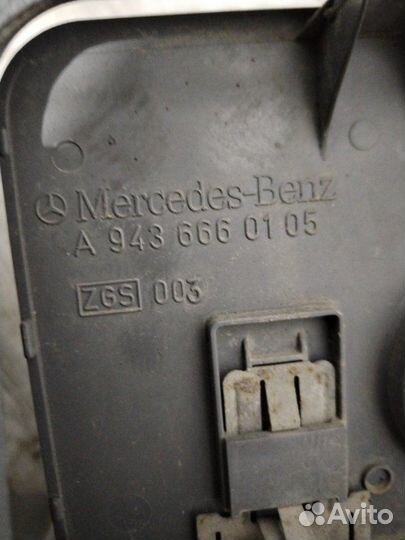 Mercedes-Benz
A 943 666 01 05
ZGS 003
Avito